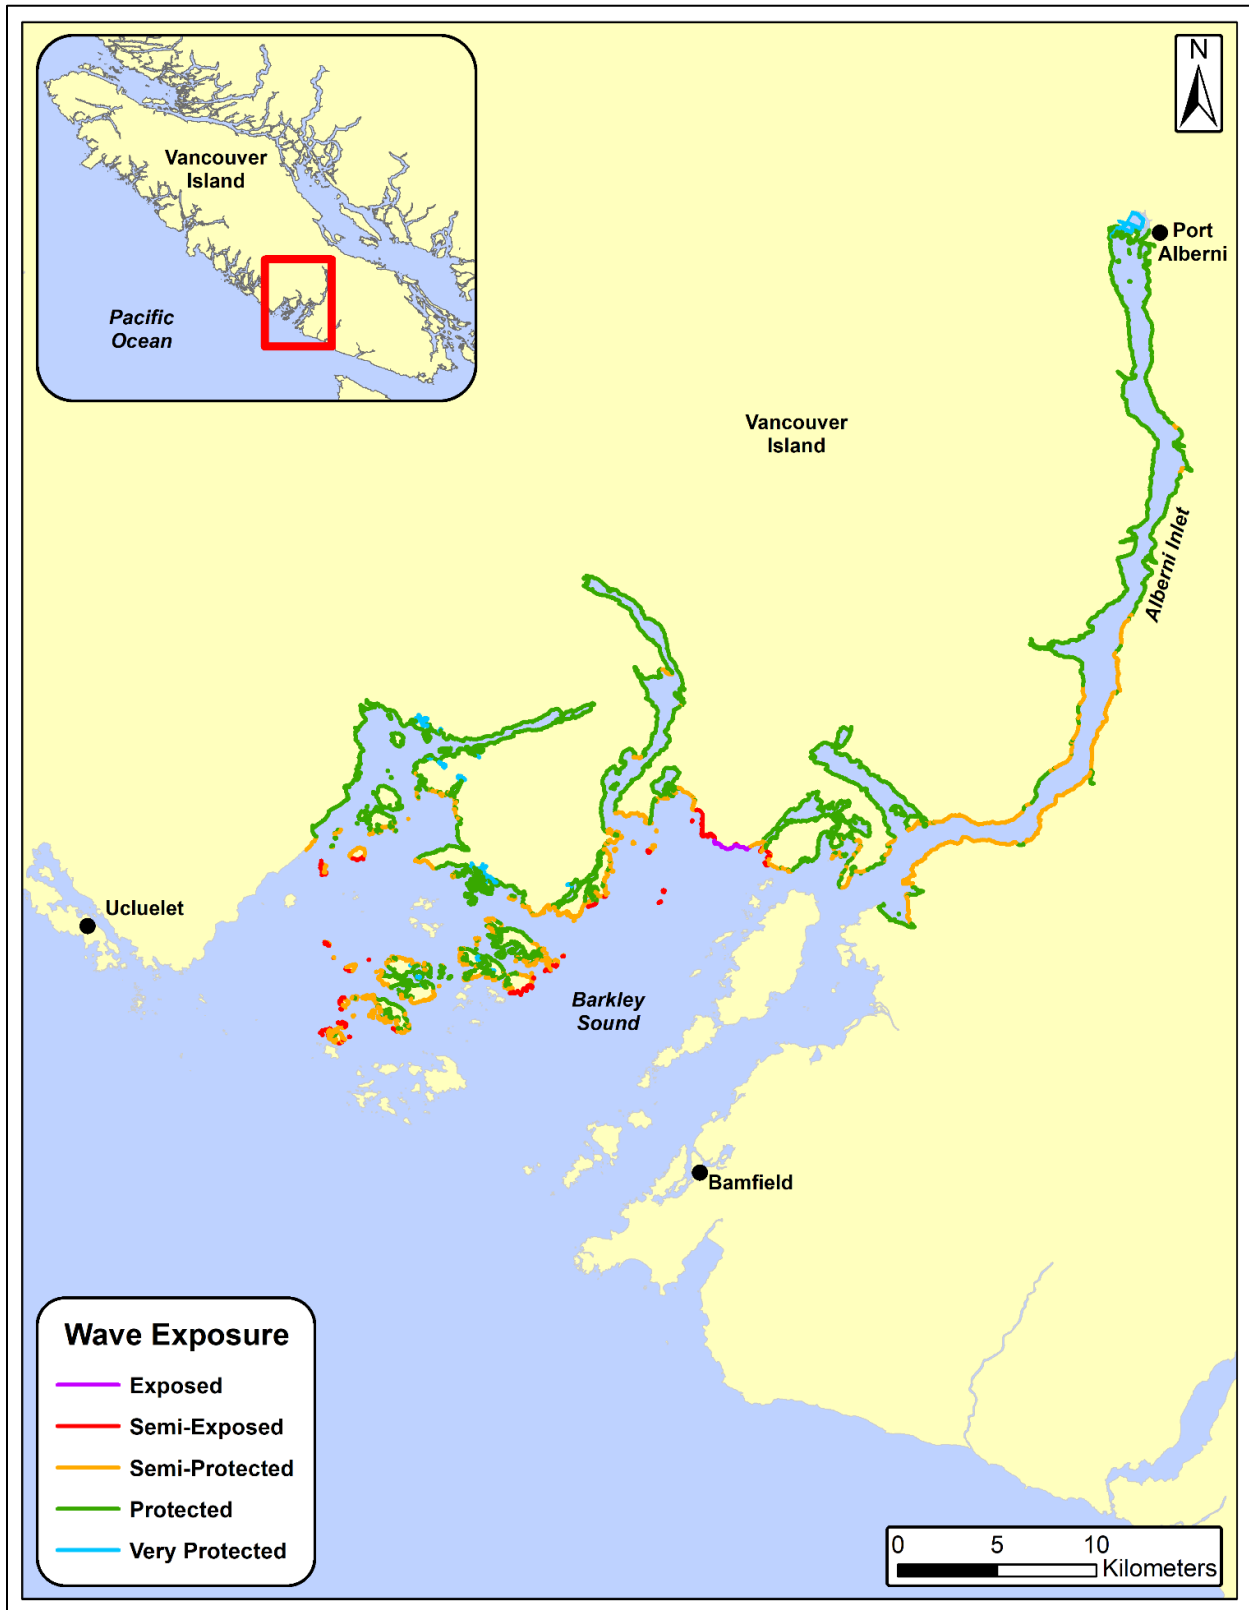 Vancouver
Island
Pacific
Ocean
N
Port
Alberni
Vancouver
Island
Alberni Inlet
Ucluelet
Barkley
Sound
Bamfield
Wave Exposure
Exposed
Semi-Exposed
Semi-Protected
Protected
Very Protected
0 5 10
Kilometers